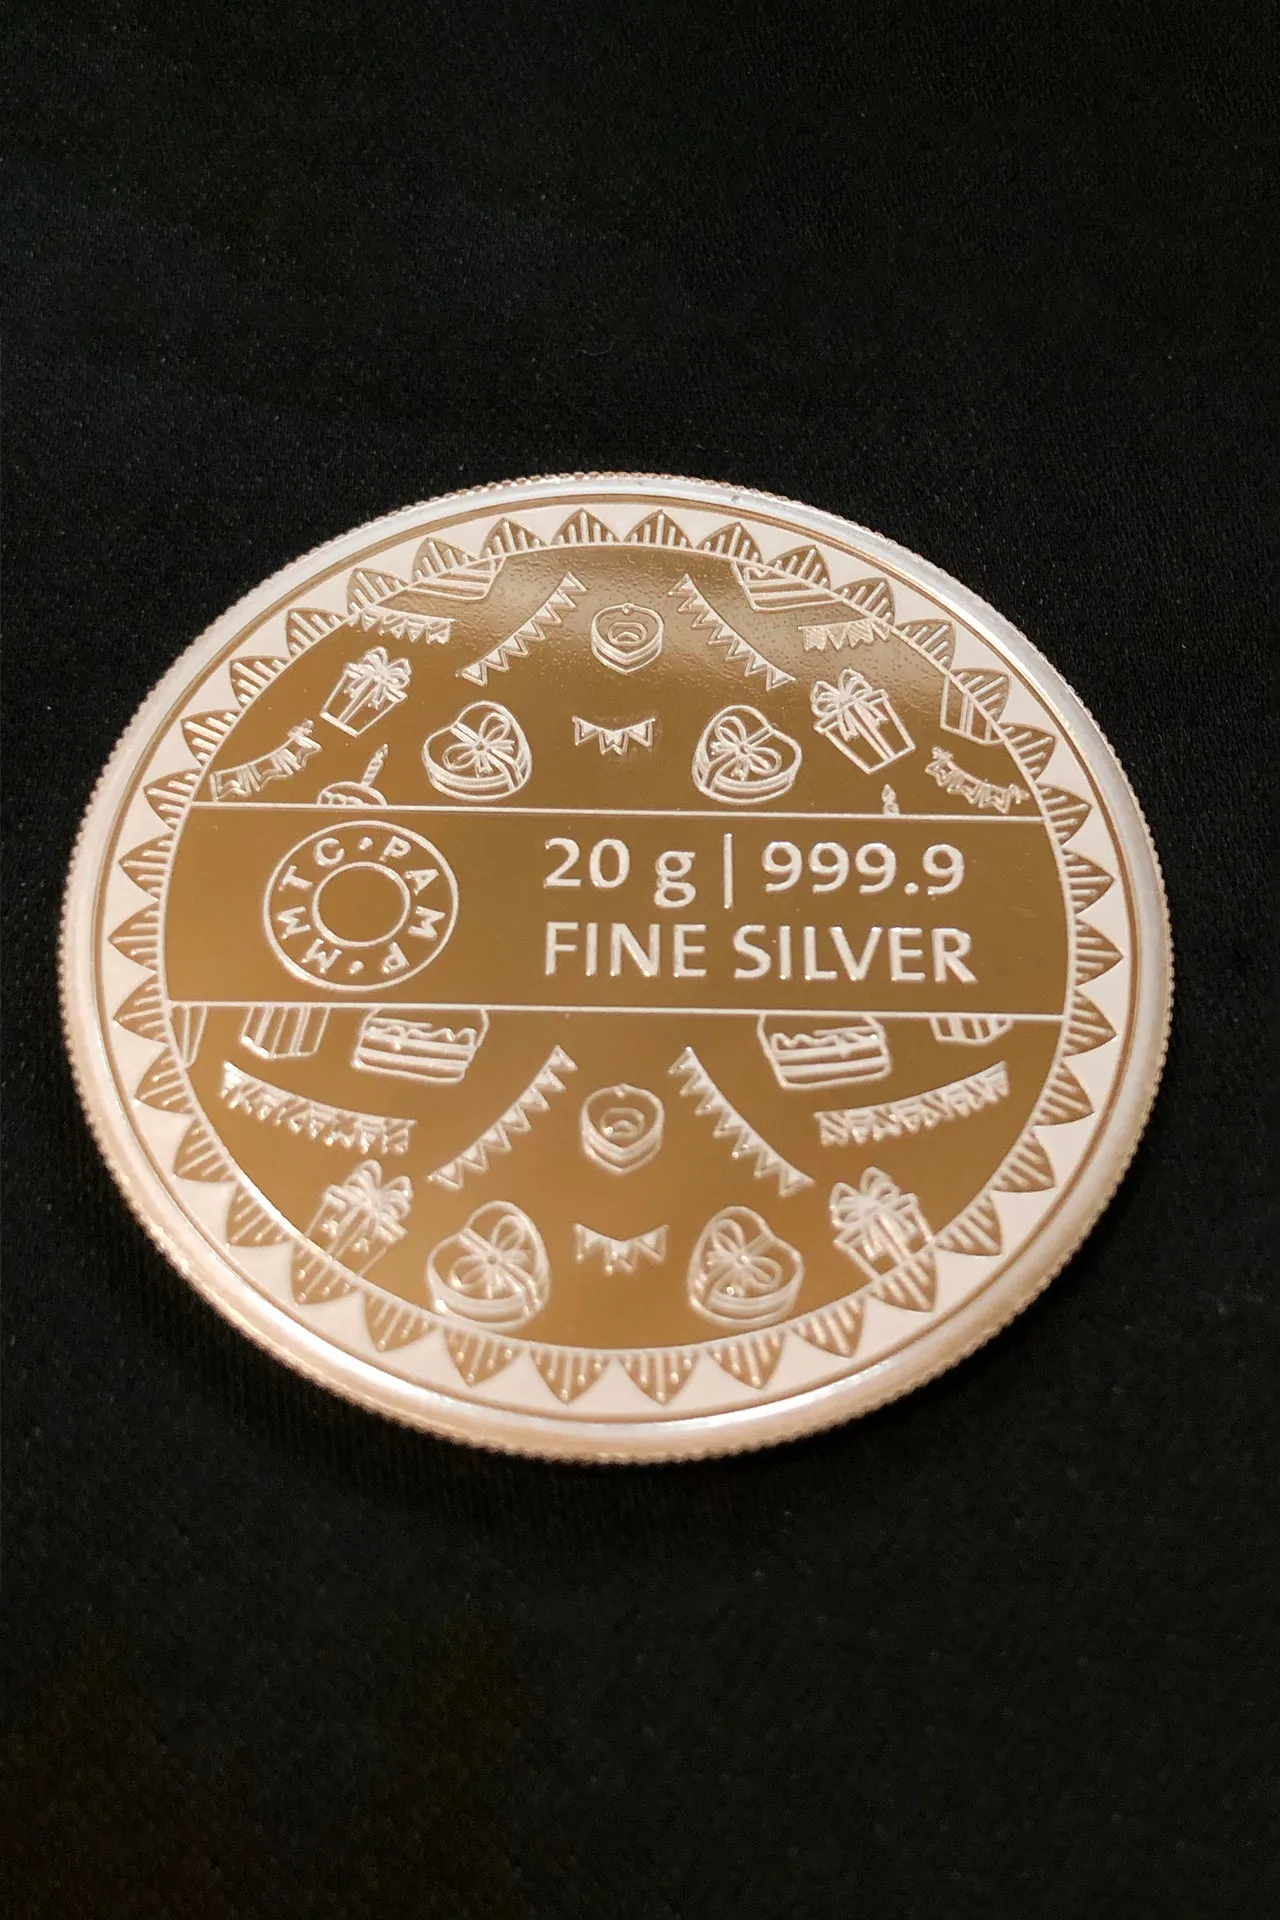 MMTC•PAMP•
20 g | 999.9
FINE SILVER